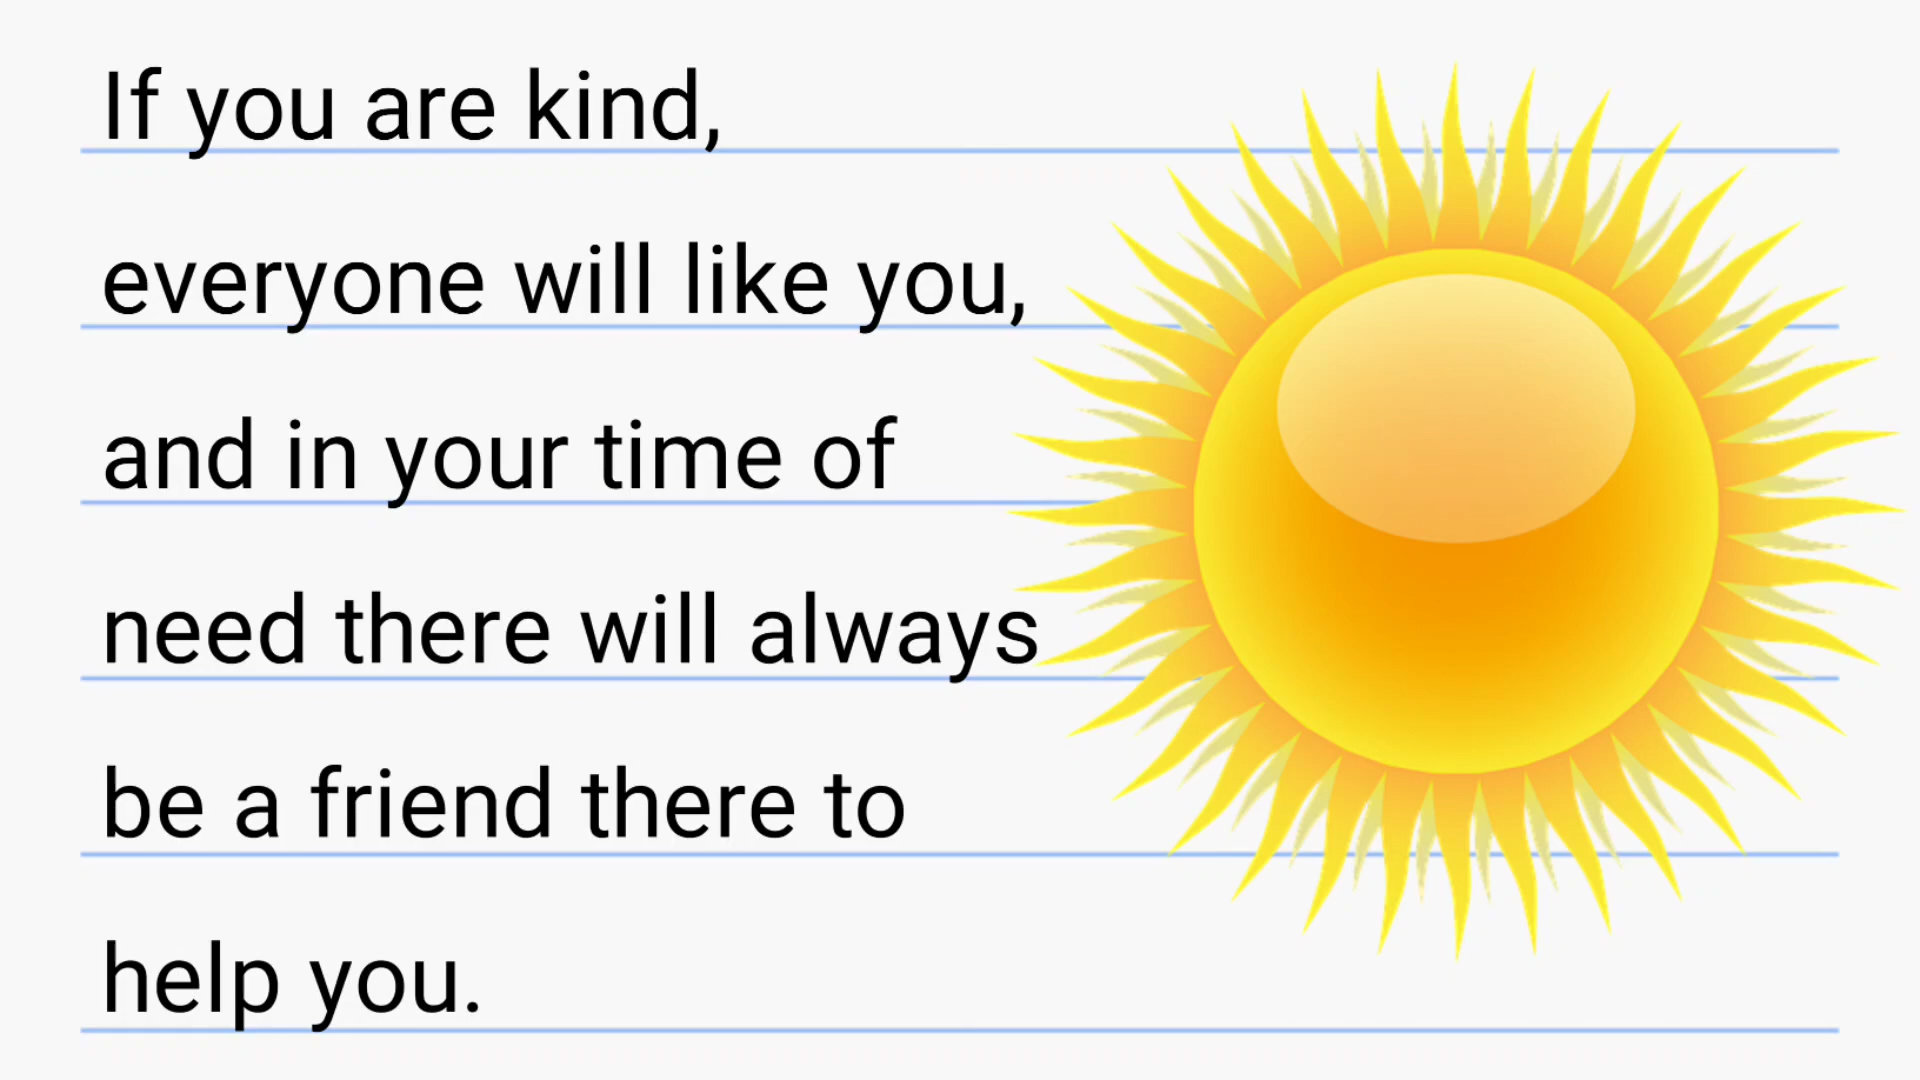 If you are kind,
everyone will like you,
and in your time of
need there will always
be a friend there to
help you.